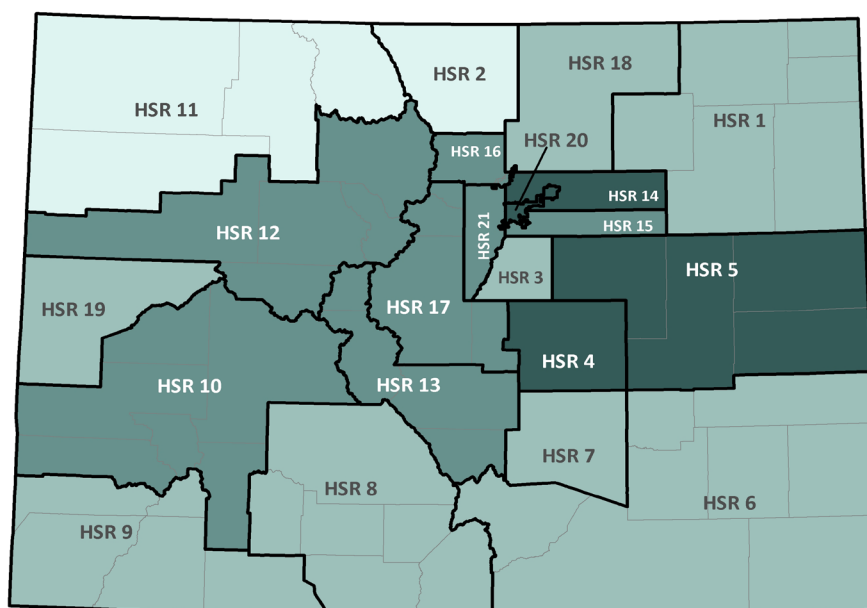 HSR 2
HSR 18
HSR 11
HSR 1
HSR 16
HSR 20
HSR 14
HSR 12
HSR 21
HSR 15
HSR 3
HSR 5
HSR 19
HSR 17
HSR 4
HSR 10
HSR 13
HSR 7
HSR 8
HSR 6
HSR 9